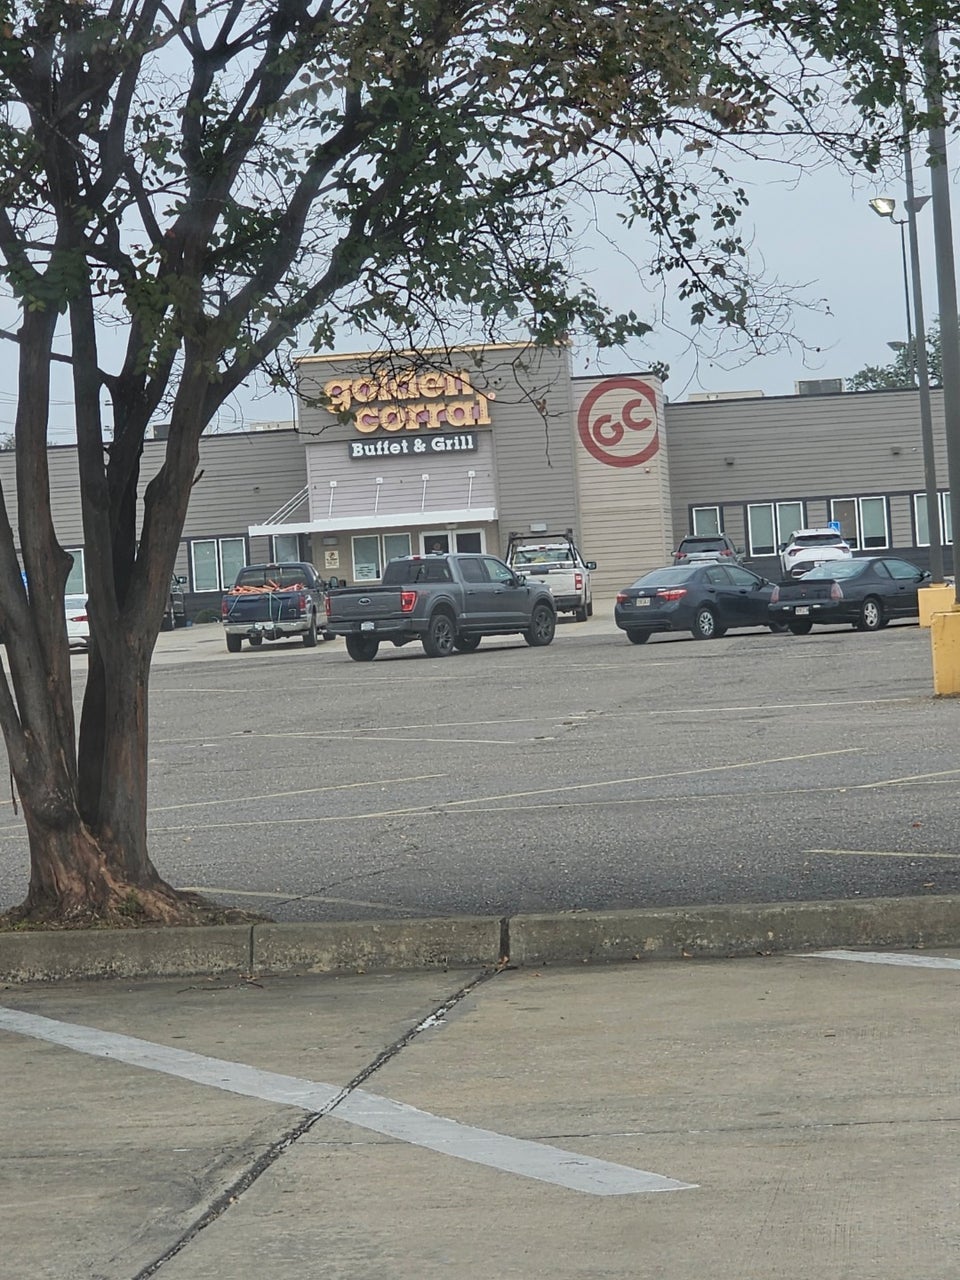 golden
corral
Buffet & Grill
GC